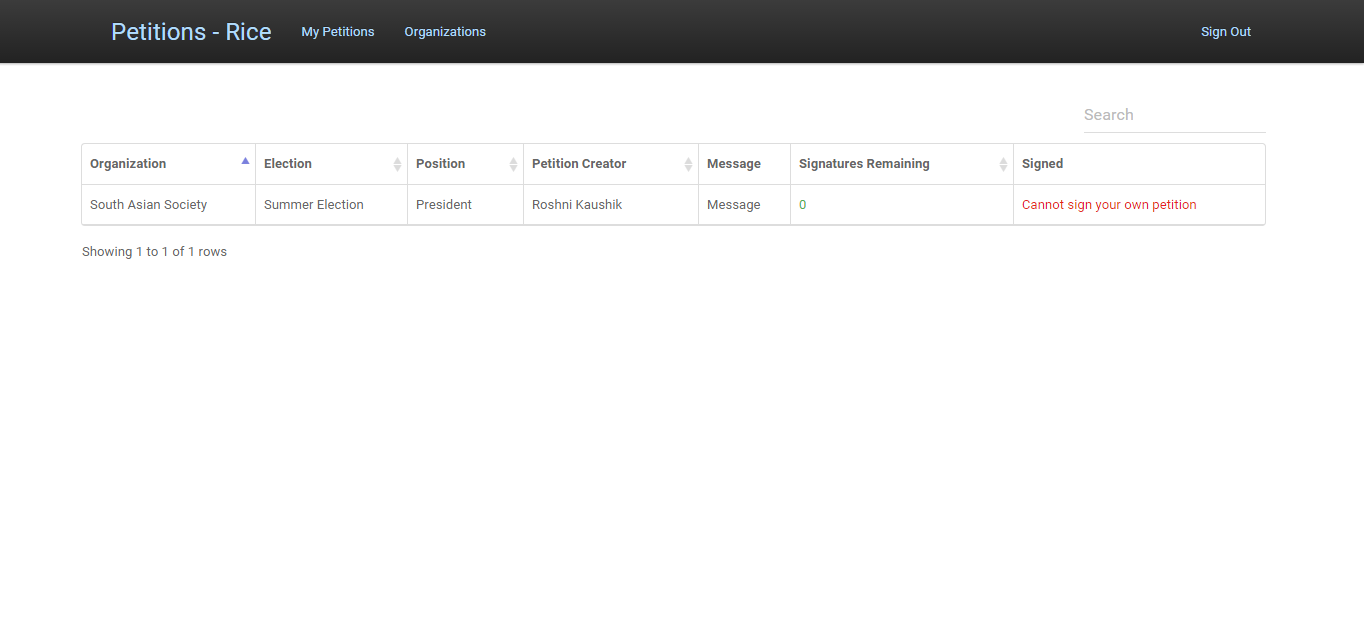 Petitions - Rice My Petitions Organizations Sign Out
Search
Organization Election Position Petition Creator Message Signatures Remaining Signed
South Asian Society Summer Election President Roshni Kaushik Message 0 Cannot sign your own petition
Showing 1 to 1 of 1 rows